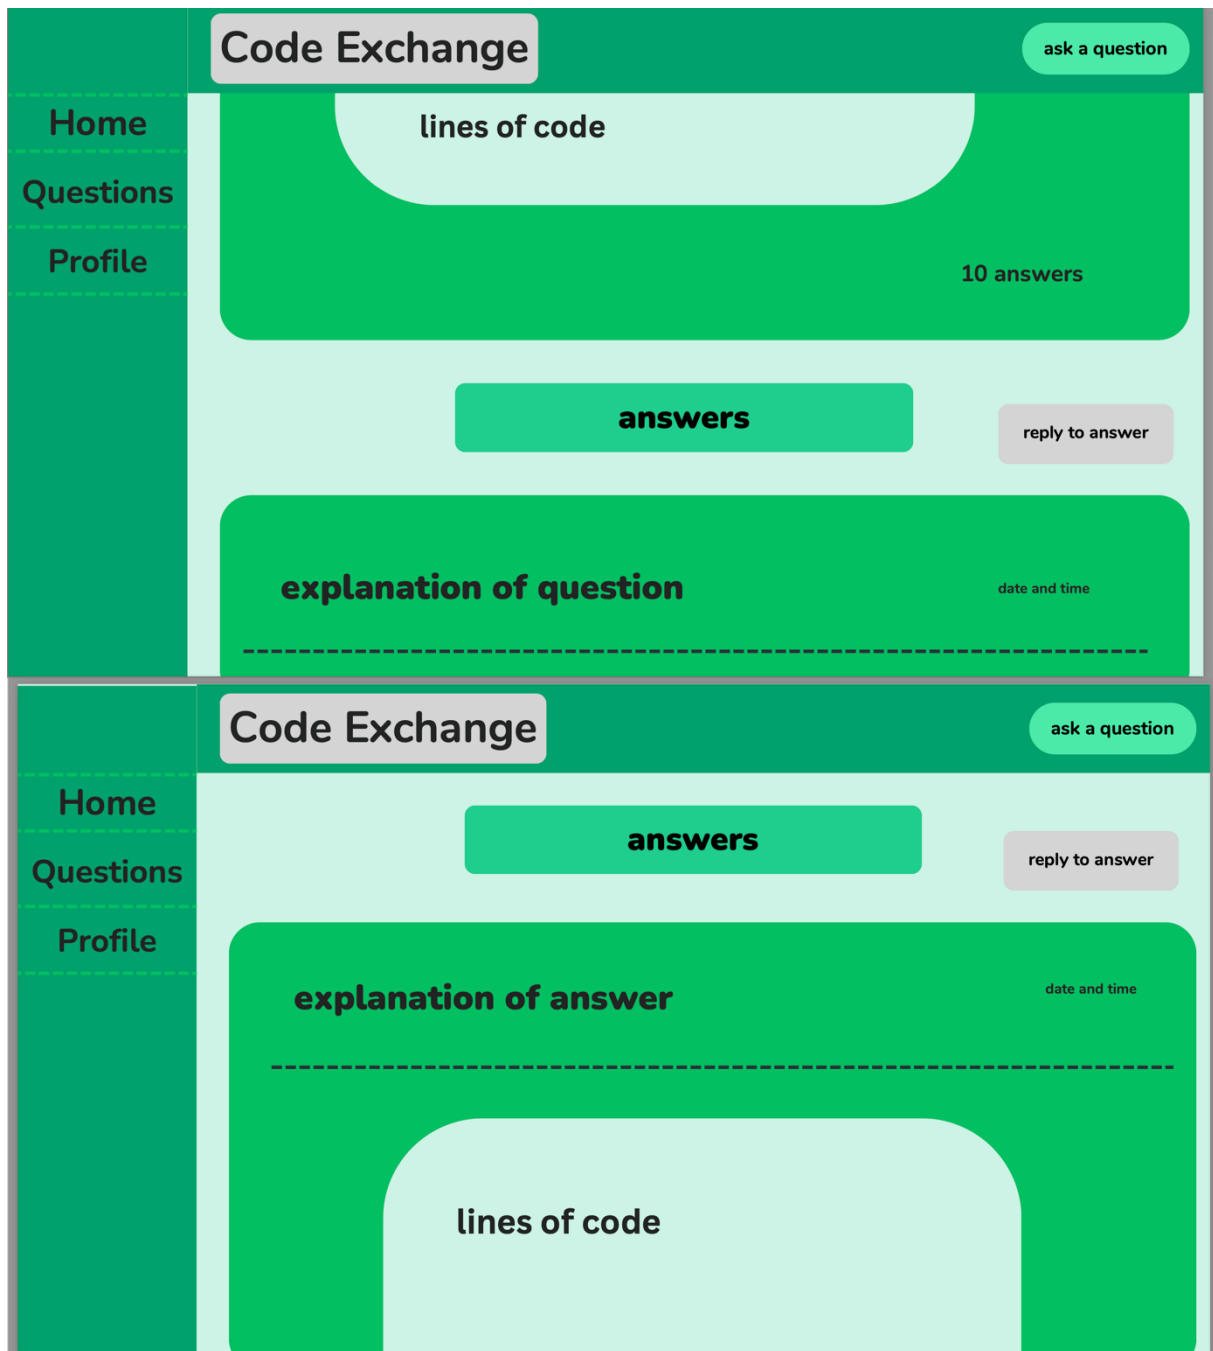 Code Exchange
ask a question
Home
Questions
Profile
lines of code
10 answers
answers
reply to answer
explanation of question
date and time
Code Exchange
ask a question
Home
Questions
Profile
answers
reply to answer
explanation of answer
date and time
lines of code